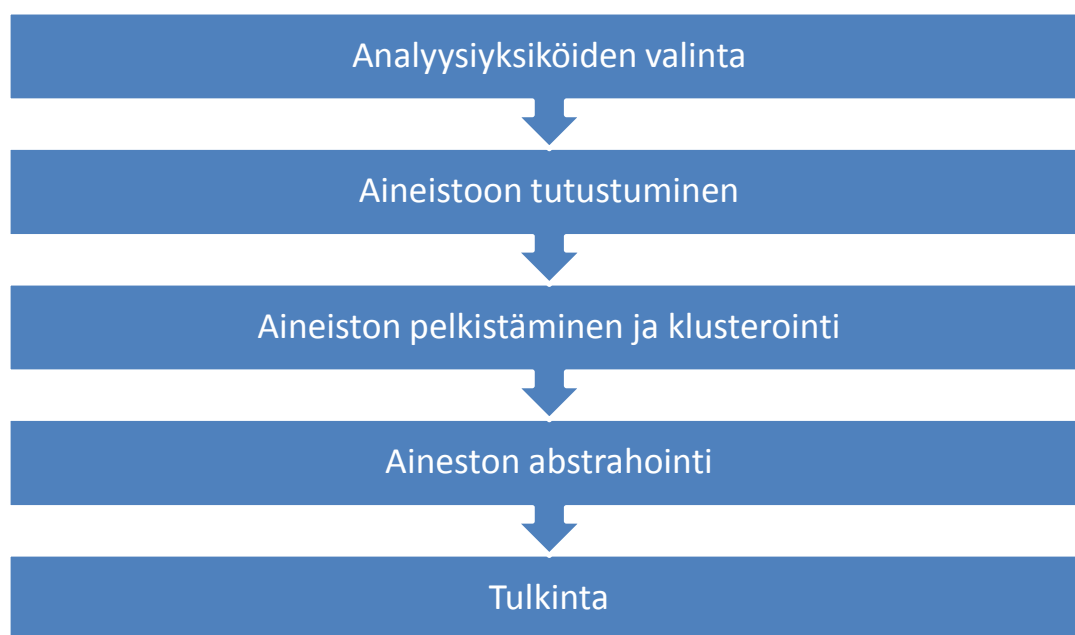 Analyysiyksiköiden valinta
Aineistoon tutustuminen
Aineiston pelkistäminen ja klusterointi
Aineston abstrahointi
Tulkinta